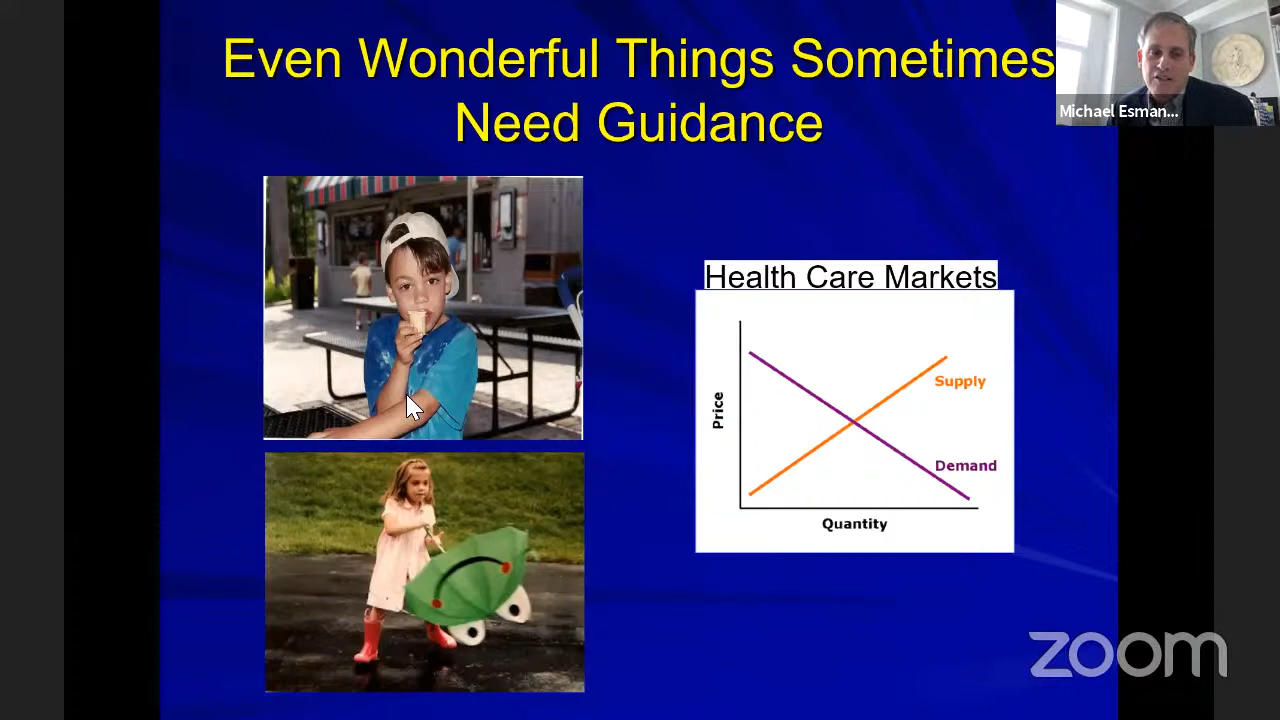 Even Wonderful Things Sometimes
Need Guidance
Michael Esman...
Health Care Markets
Supply
Price
Demand
Quantity
zoom